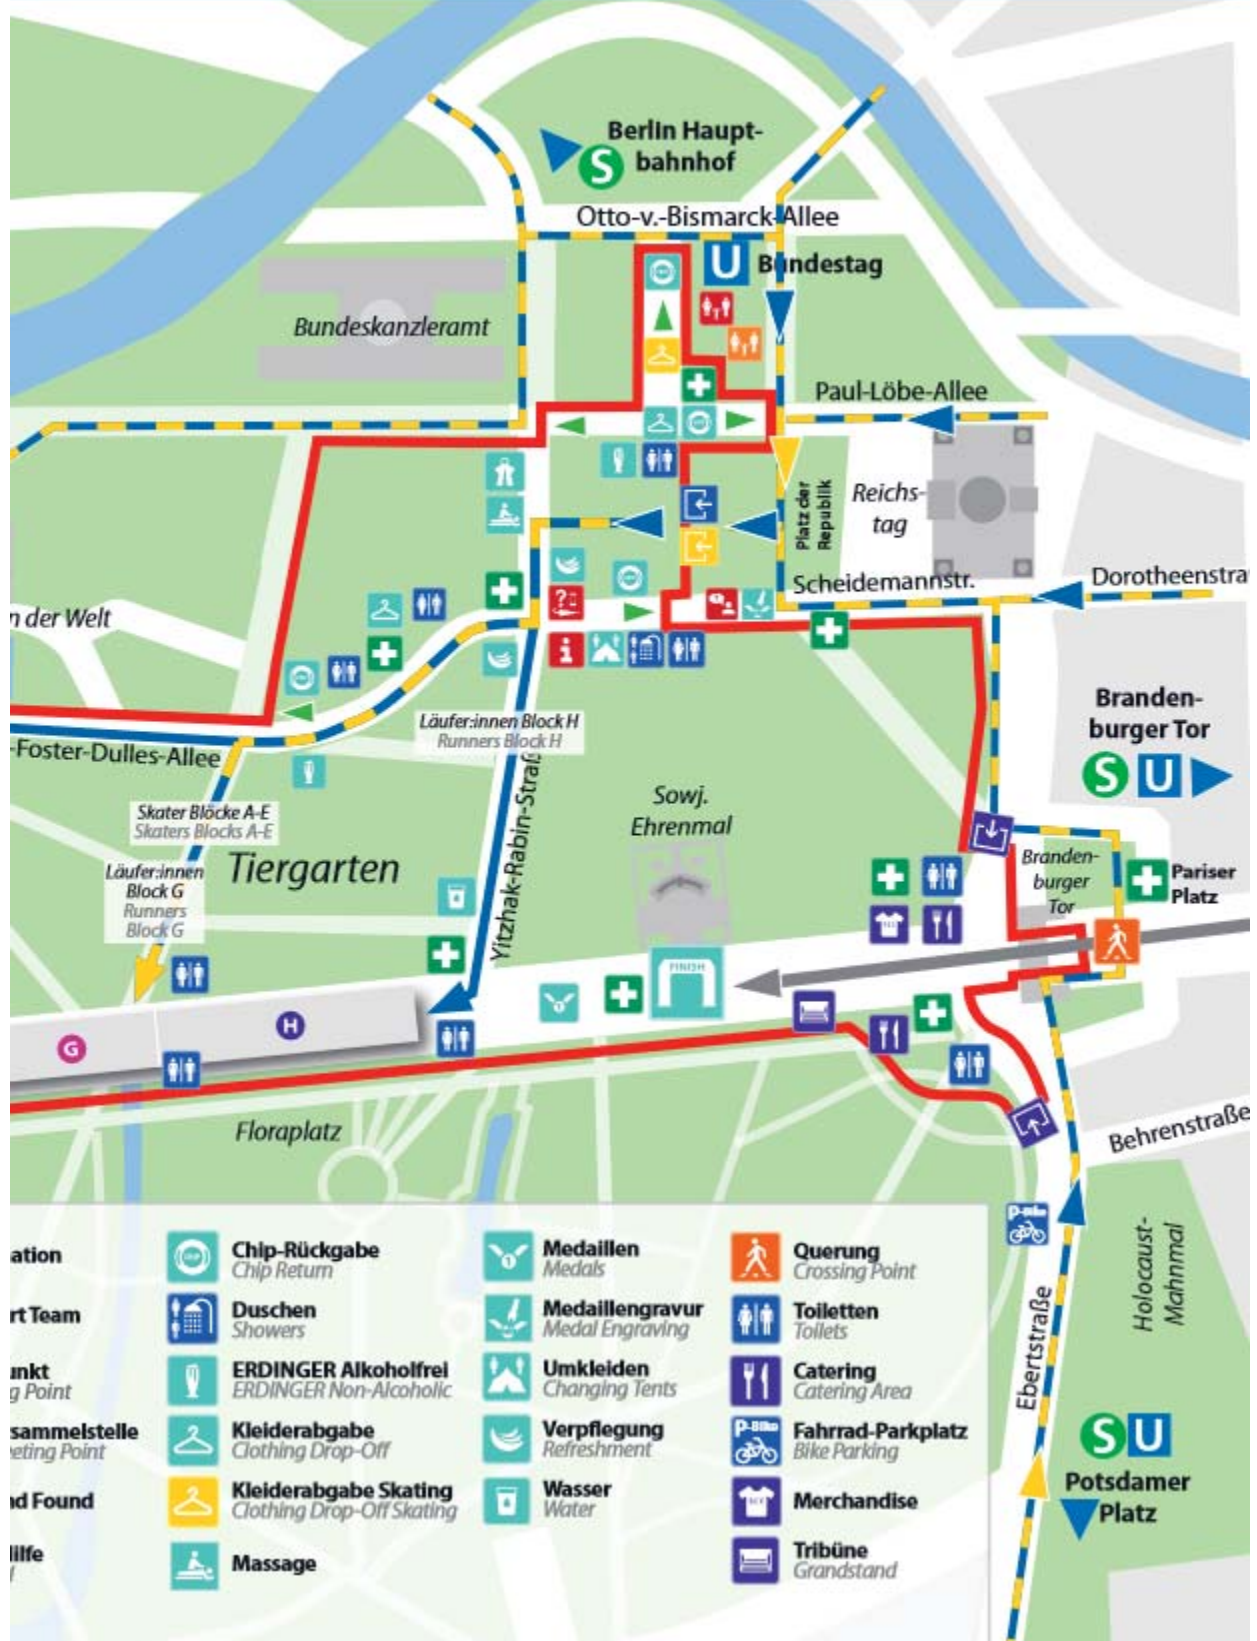 Berlin Haupt-
bahnhof
S
Otto-v.-Bismarck-Allee
U
Bundestag
Bundeskanzleramt
Paul-Löbe-Allee
Reichs-
tag
Platz der
Republik
Scheidemannstr.
Dorotheenstra
n der Welt
?
i
Läufer:innen Block H
Runners Block H
Branden-
burger Tor
S U
-Foster-Dulles-Allee
Skater Blöcke A-E
Skaters Blocks A-E
Sowj.
Ehrenmal
Tiergarten
Yitzhak-Rabin-Straß
Läufer:innen
Block G
Runners
Block G
Branden-
burger
Tor
Pariser
Platz
FINISH
G
H
Floraplatz
Behrenstraße
P-Bike
Holocaust-
Mahnmal
Ebertstraße
S U
Potsdamer
Platz
ation
rt Team
unkt
g Point
sammelstelle
eeting Point
nd Found
Hilfe
Chip-Rückgabe
Chip Return
Duschen
Showers
ERDINGER Alkoholfrei
ERDINGER Non-Alcoholic
Kleiderabgabe
Clothing Drop-Off
Kleiderabgabe Skating
Clothing Drop-Off Skating
Massage
1
Medaillen
Medals
Medaillengravur
Medal Engraving
Umkleiden
Changing Tents
Verpflegung
Refreshment
Wasser
Water
Querung
Crossing Point
Toiletten
Toilets
Catering
Catering Area
P-Bike
Fahrrad-Parkplatz
Bike Parking
Merchandise
Tribüne
Grandstand